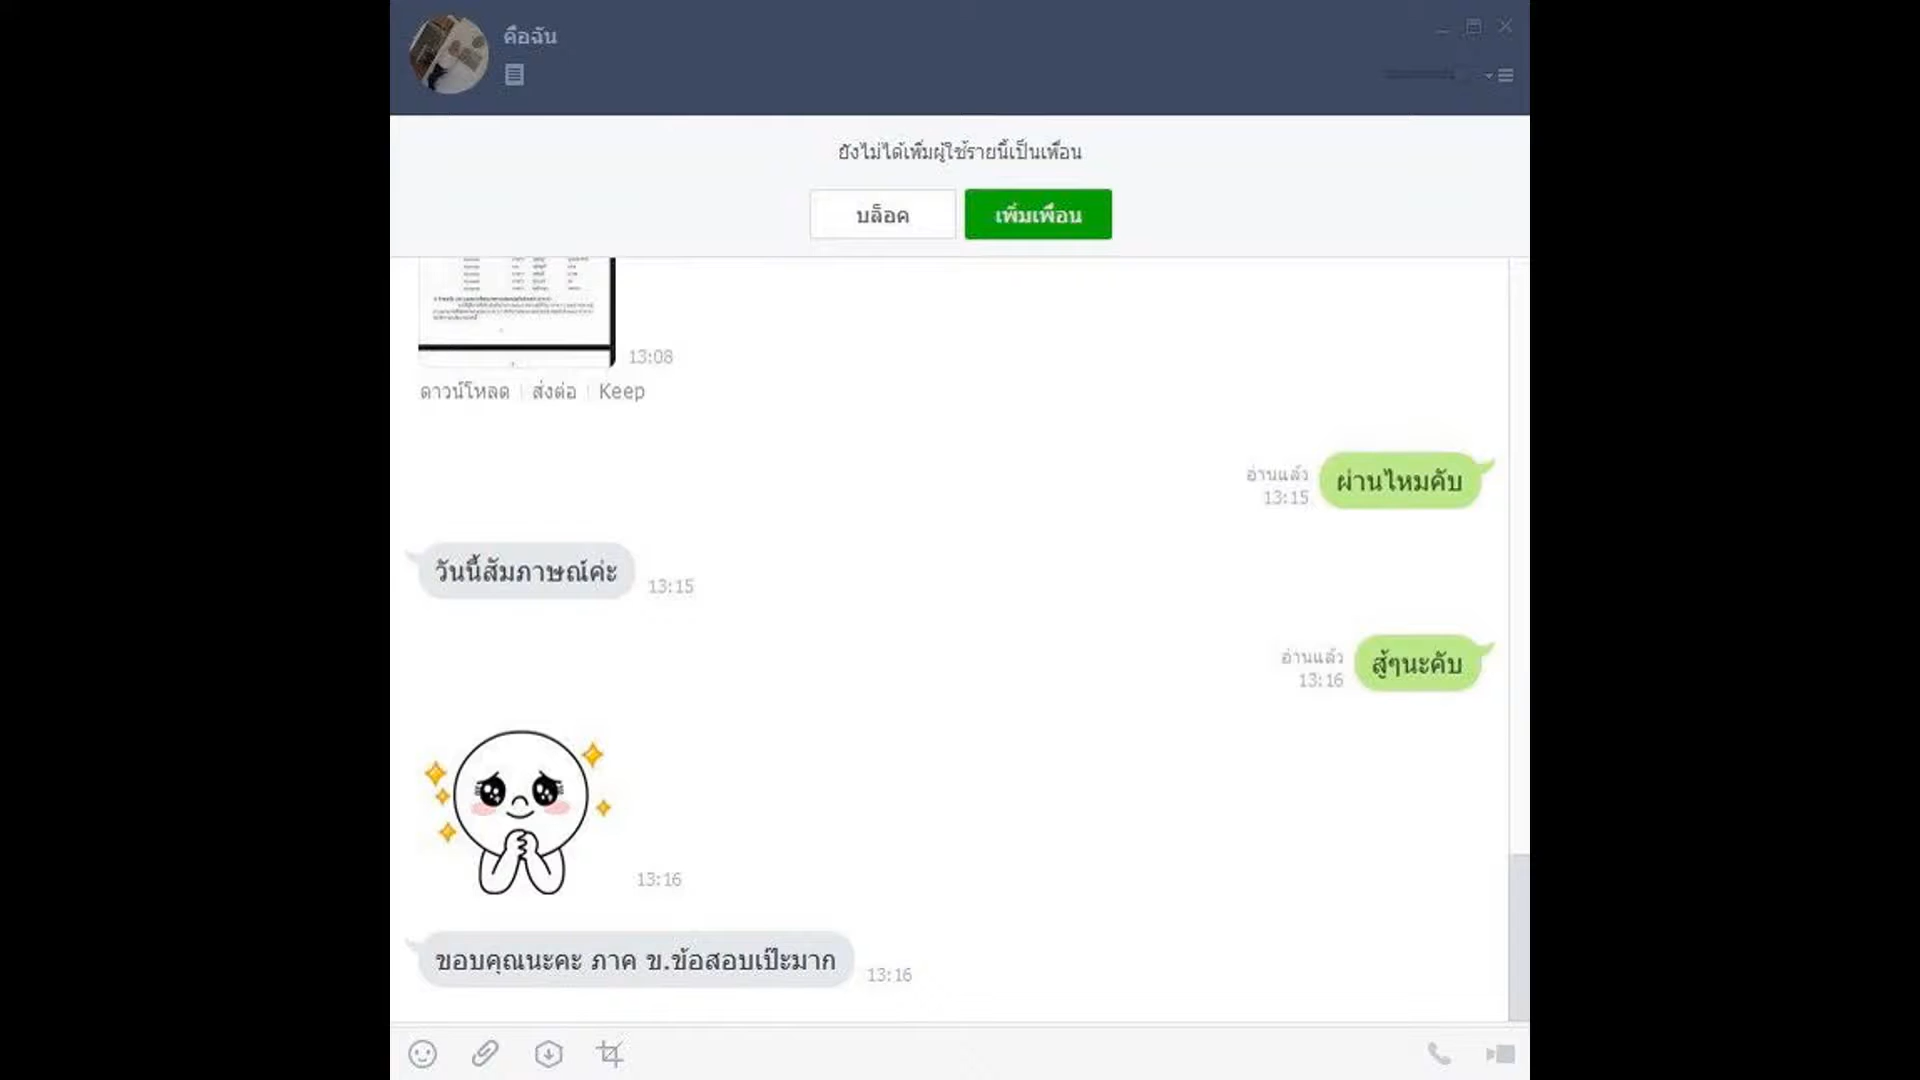 คือฉัน
ยังไม่ได้เพิ่มผู้ใช้รายนี้เป็นเพื่อน
บล็อค
เพิ่มเพื่อน
13:08
ดาวน์โหลด
ส่งต่อ
Keep
อ่านแล้ว
13:15
ผ่านไหมคับ
วันนี้สัมภาษณ์ค่ะ
13:15
อ่านแล้ว
13:16
สู้ๆนะคับ
13:16
ขอบคุณนะคะ ภาค ข.ข้อสอบเป๊ะมาก
13:16